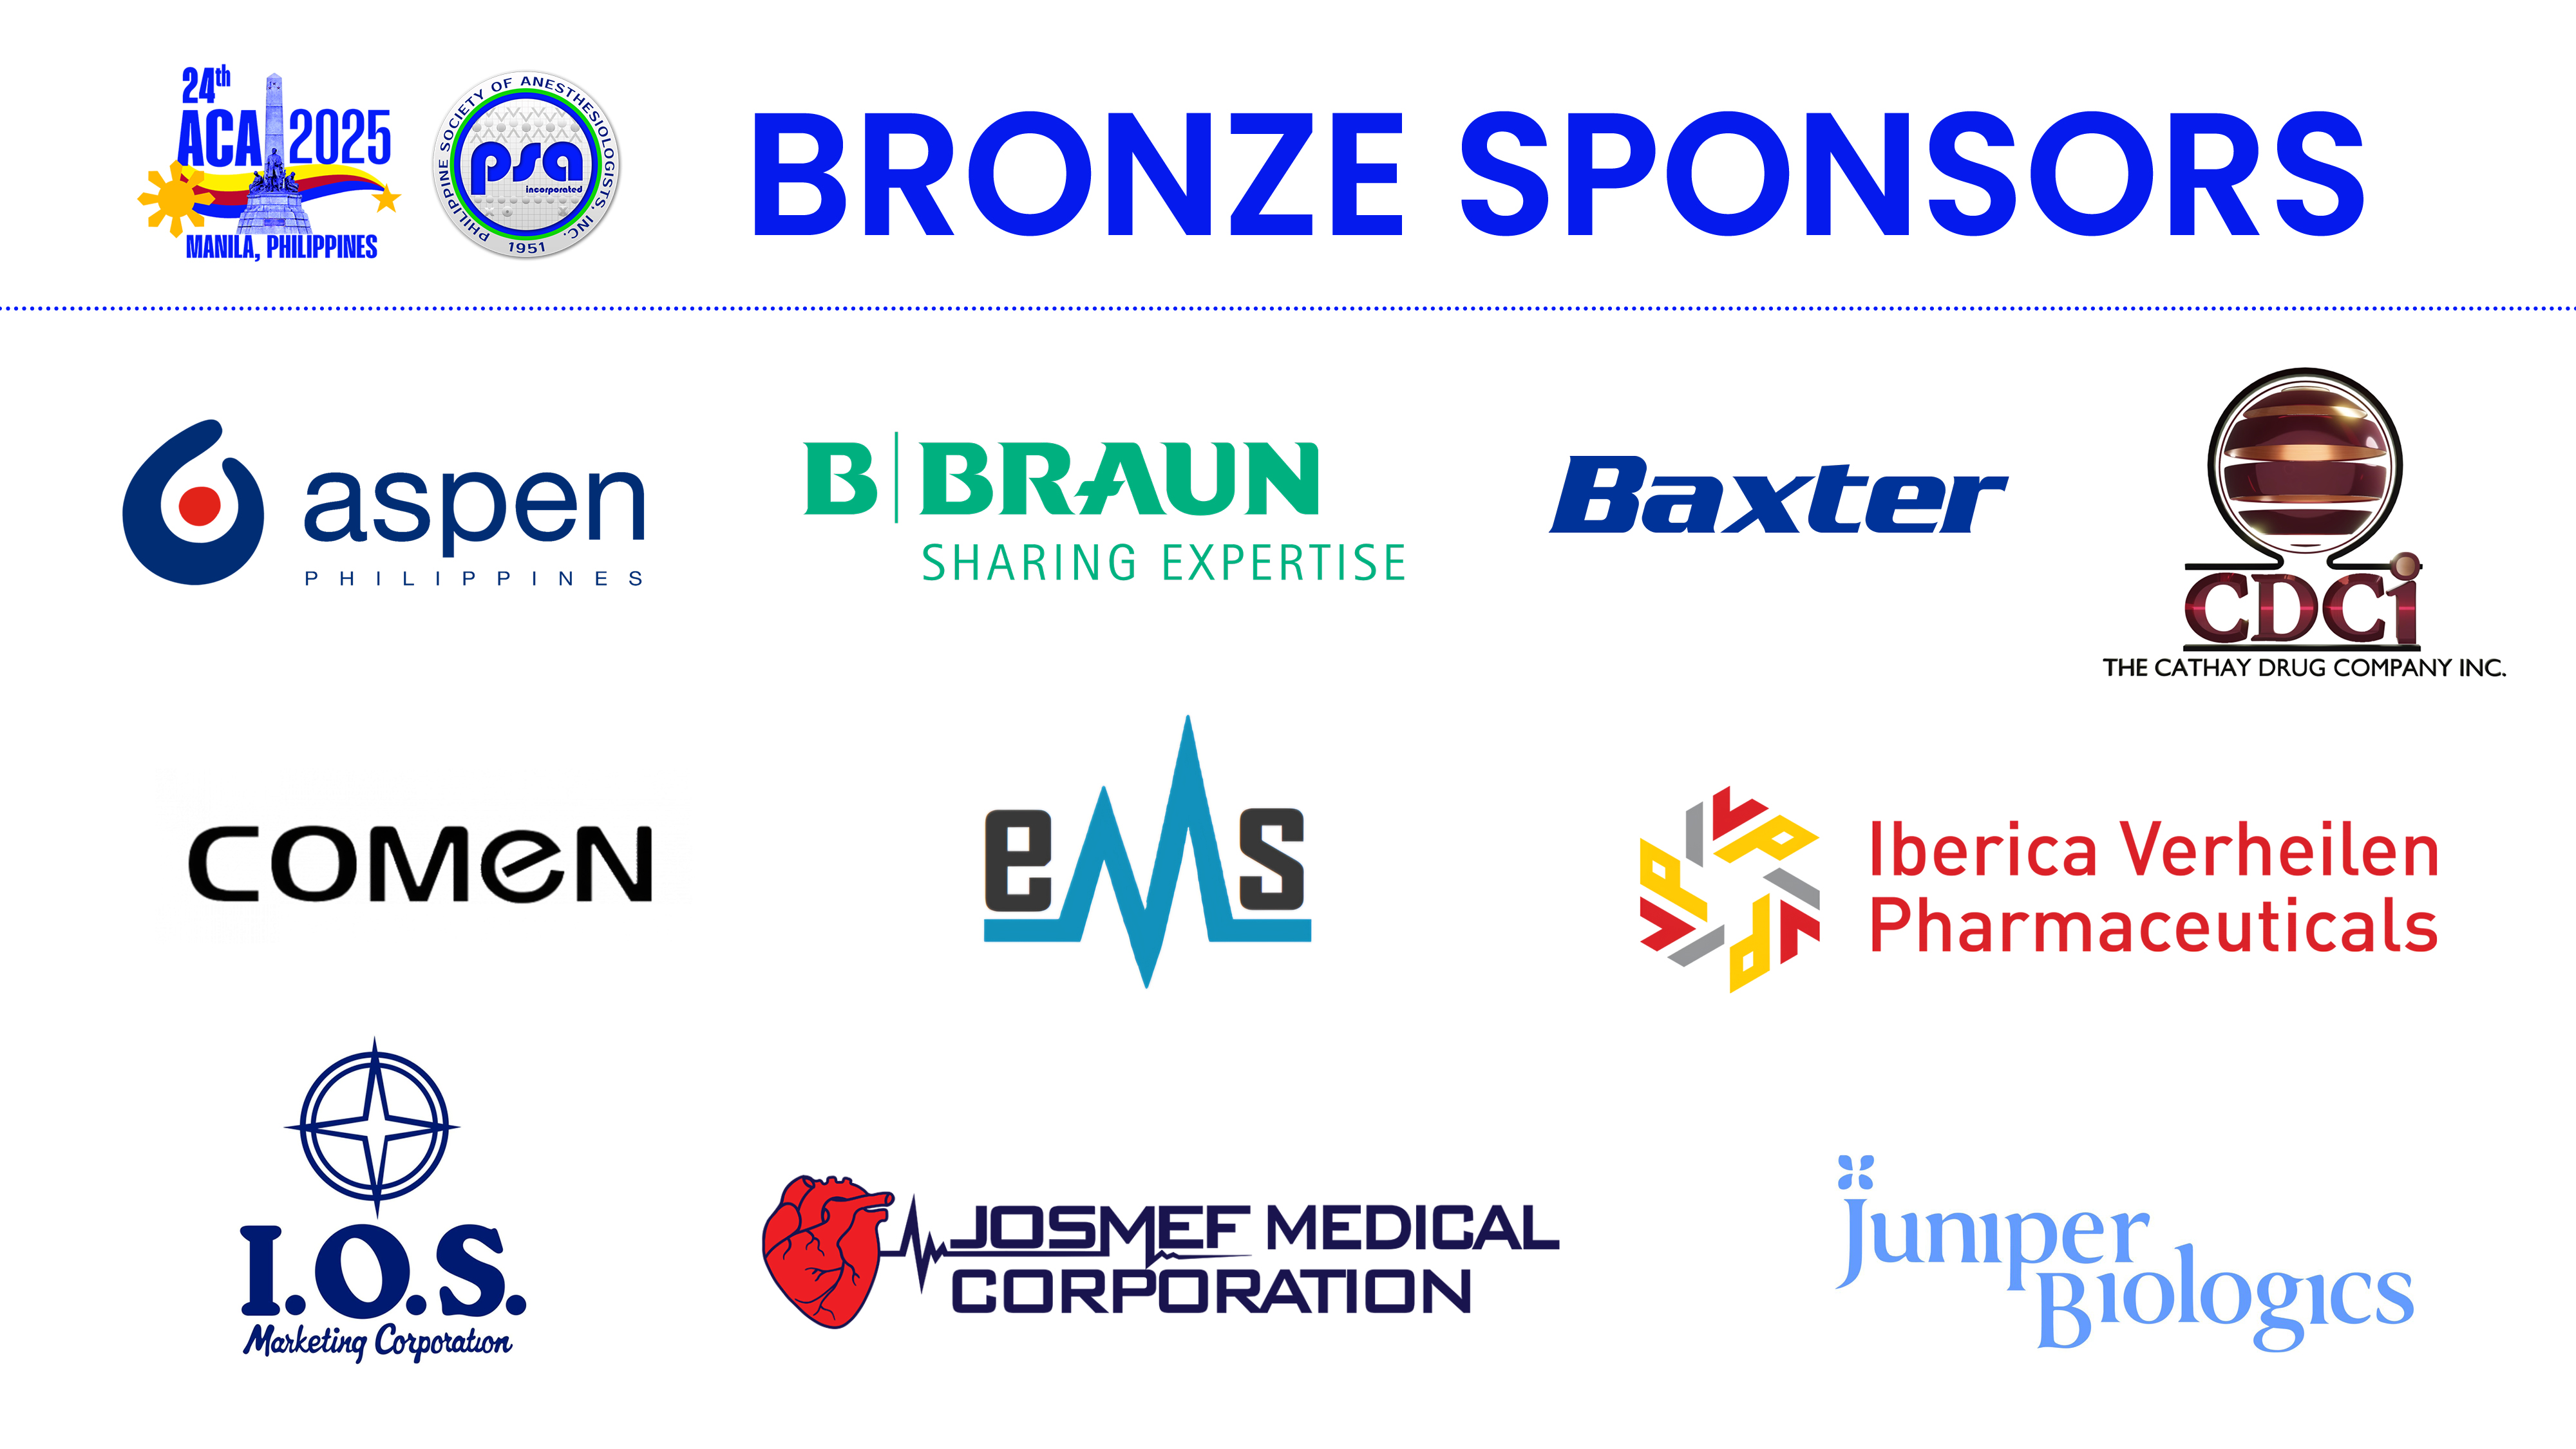 24th
ACA 2025
MANILA, PHILIPPINES
PHILIPPINE SOCIETY OF ANESTHESIOLOGISTS, INC.
psa
incorporated
1951
BRONZE SPONSORS
aspen
PHILIPPINES
B|BRAUN
SHARING EXPERTISE
Baxter
CDCi
THE CATHAY DRUG COMPANY INC.
COMeN
eMs
Iberica Verheilen
Pharmaceuticals
I.O.S.
Marketing Corporation
JOSMEF MEDICAL
CORPORATION
Juniper
Biologics